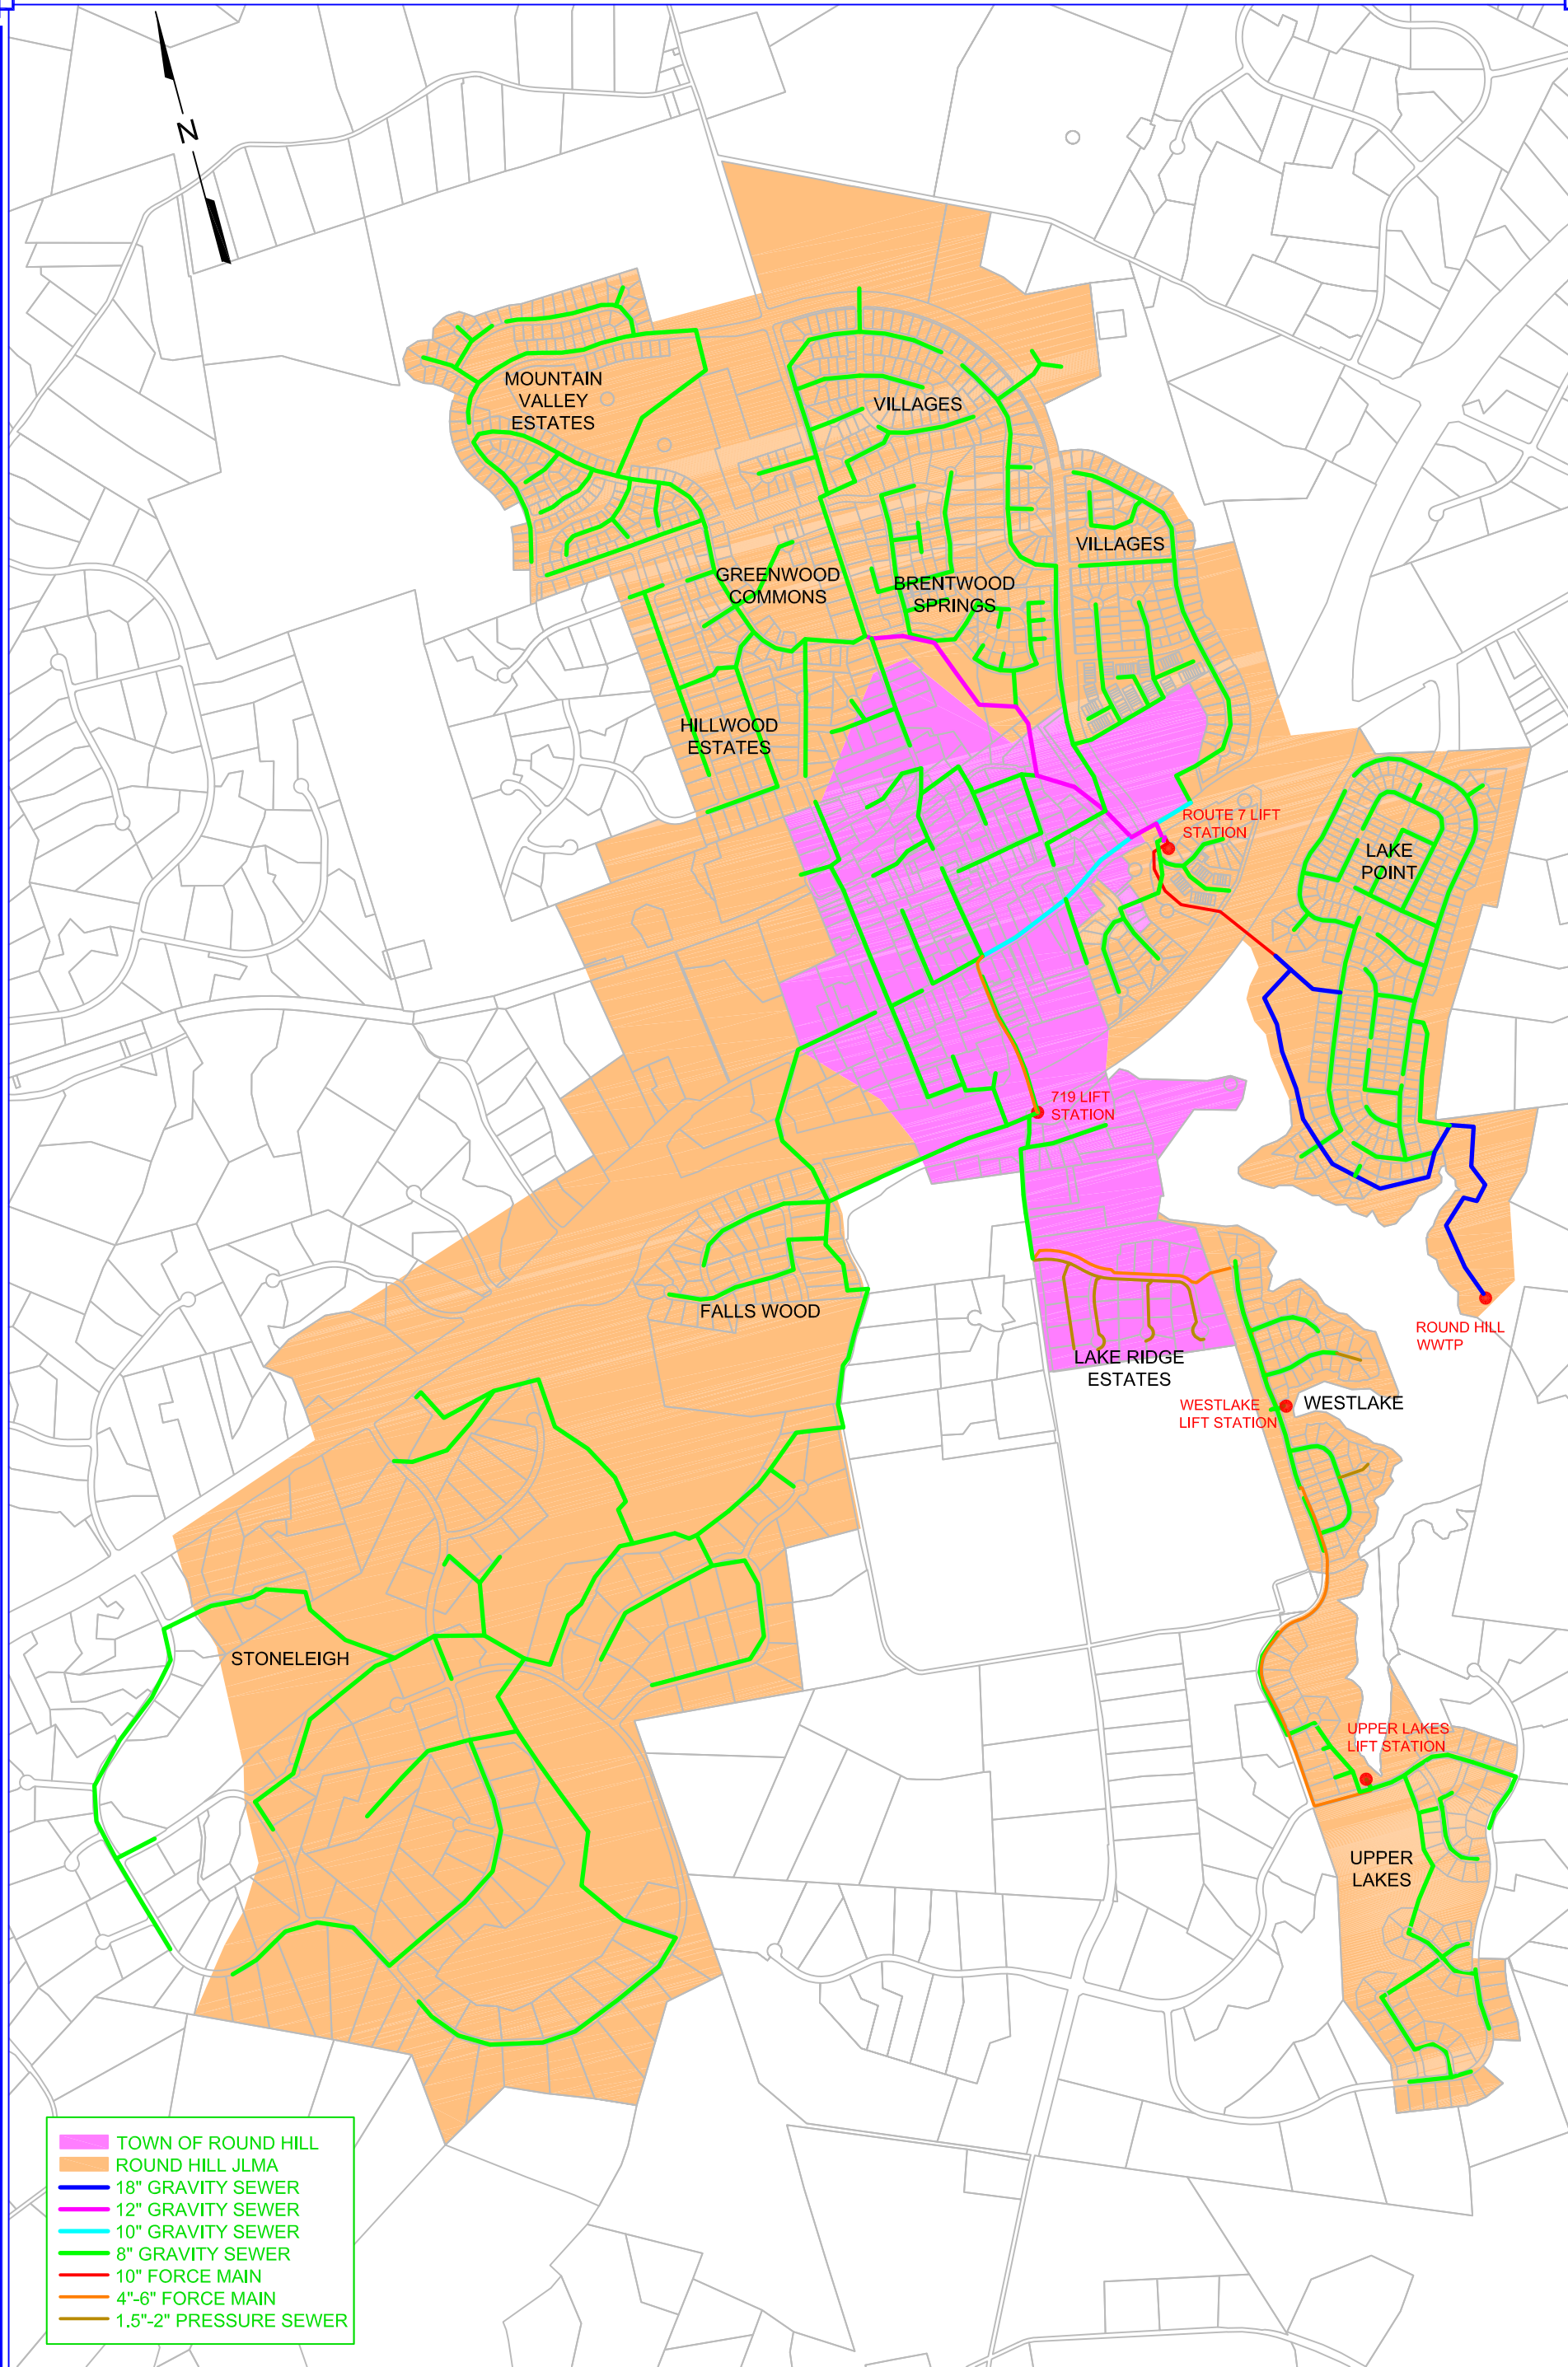 N
MOUNTAIN
VALLEY
ESTATES
VILLAGES
VILLAGES
GREENWOOD
COMMONS
BRENTWOOD
SPRINGS
HILLWOOD
ESTATES
ROUTE 7 LIFT
STATION
LAKE
POINT
719 LIFT
STATION
FALLS WOOD
ROUND HILL
WWTP
LAKE RIDGE
ESTATES
WESTLAKE
LIFT STATION
WESTLAKE
STONELEIGH
UPPER LAKES
LIFT STATION
UPPER
LAKES
TOWN OF ROUND HILL
ROUND HILL JLMA
18" GRAVITY SEWER
12" GRAVITY SEWER
10" GRAVITY SEWER
8" GRAVITY SEWER
10" FORCE MAIN
4"-6" FORCE MAIN
1.5"-2" PRESSURE SEWER